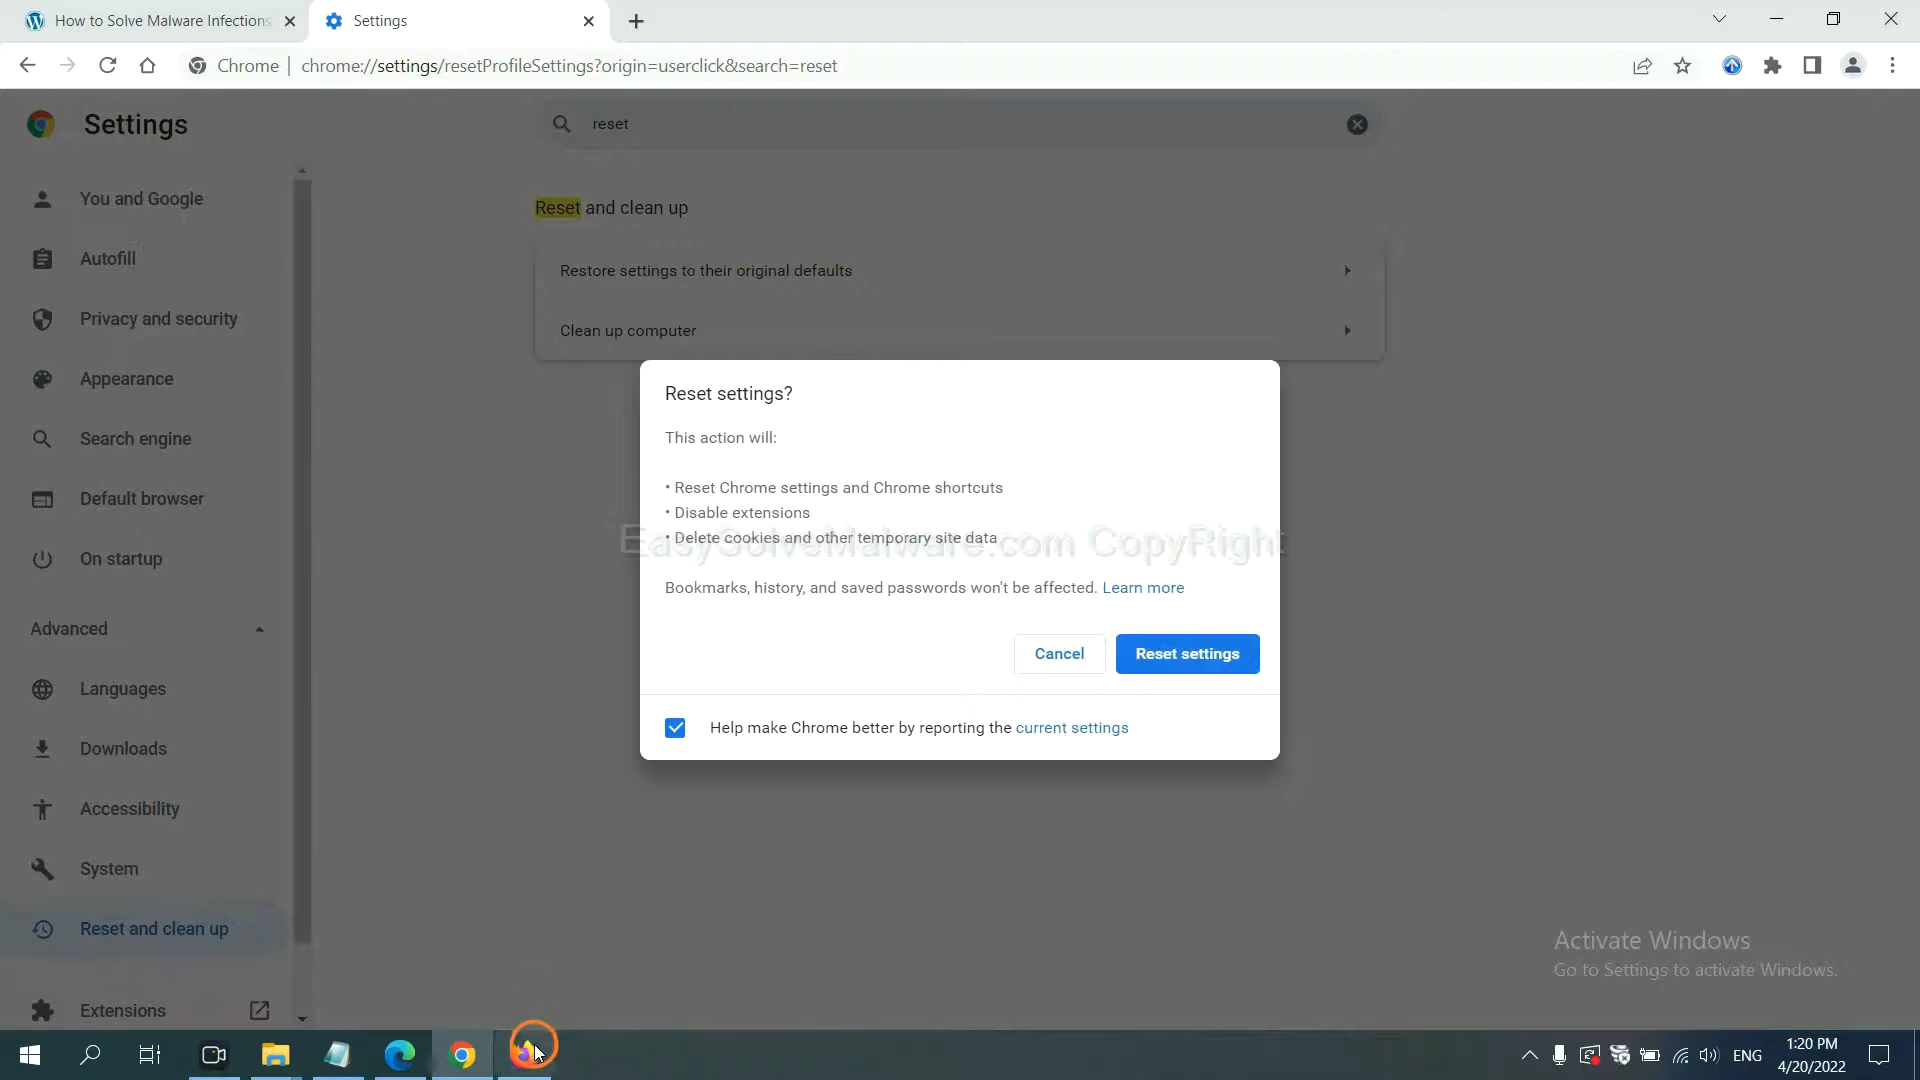 How to Solve Malware Infections
Settings
Chrome | chrome://settings/resetProfileSettings?origin=userclick&search=reset
Settings
reset
You and Google
Autofill
Privacy and security
Appearance
Search engine
Default browser
On startup
Advanced
Languages
Downloads
Accessibility
System
Reset and clean up
Extensions
Reset and clean up
Restore settings to their original defaults
Clean up computer
Reset settings?
This action will:
• Reset Chrome settings and Chrome shortcuts
• Disable extensions
• Delete cookies and other temporary site data
EasySolveMalware.com CopyRight
Bookmarks, history, and saved passwords won't be affected. Learn more
Cancel
Reset settings
Help make Chrome better by reporting the current settings
Activate Windows
Go to Settings to activate Windows.
ENG
1:20 PM
4/20/2022